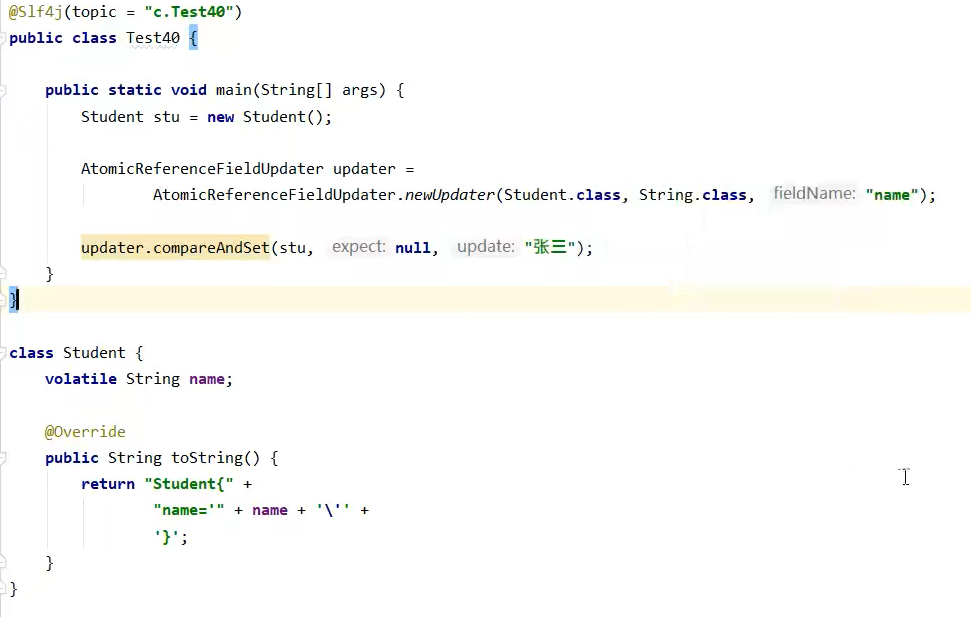 @Slf4j(topic = "c.Test40")
public class Test40 {
public static void main(String[] args) {
Student stu = new Student();
AtomicReferenceFieldUpdater updater =
AtomicReferenceFieldUpdater.newUpdater(Student.class, String.class, fieldName: "name");
updater.compareAndSet(stu, expect: null, update: "张三");
}
}
class Student {
volatile String name;
@Override
public String toString() {
return "Student{" +
"name='" + name + '\'' +
'}';
}
}